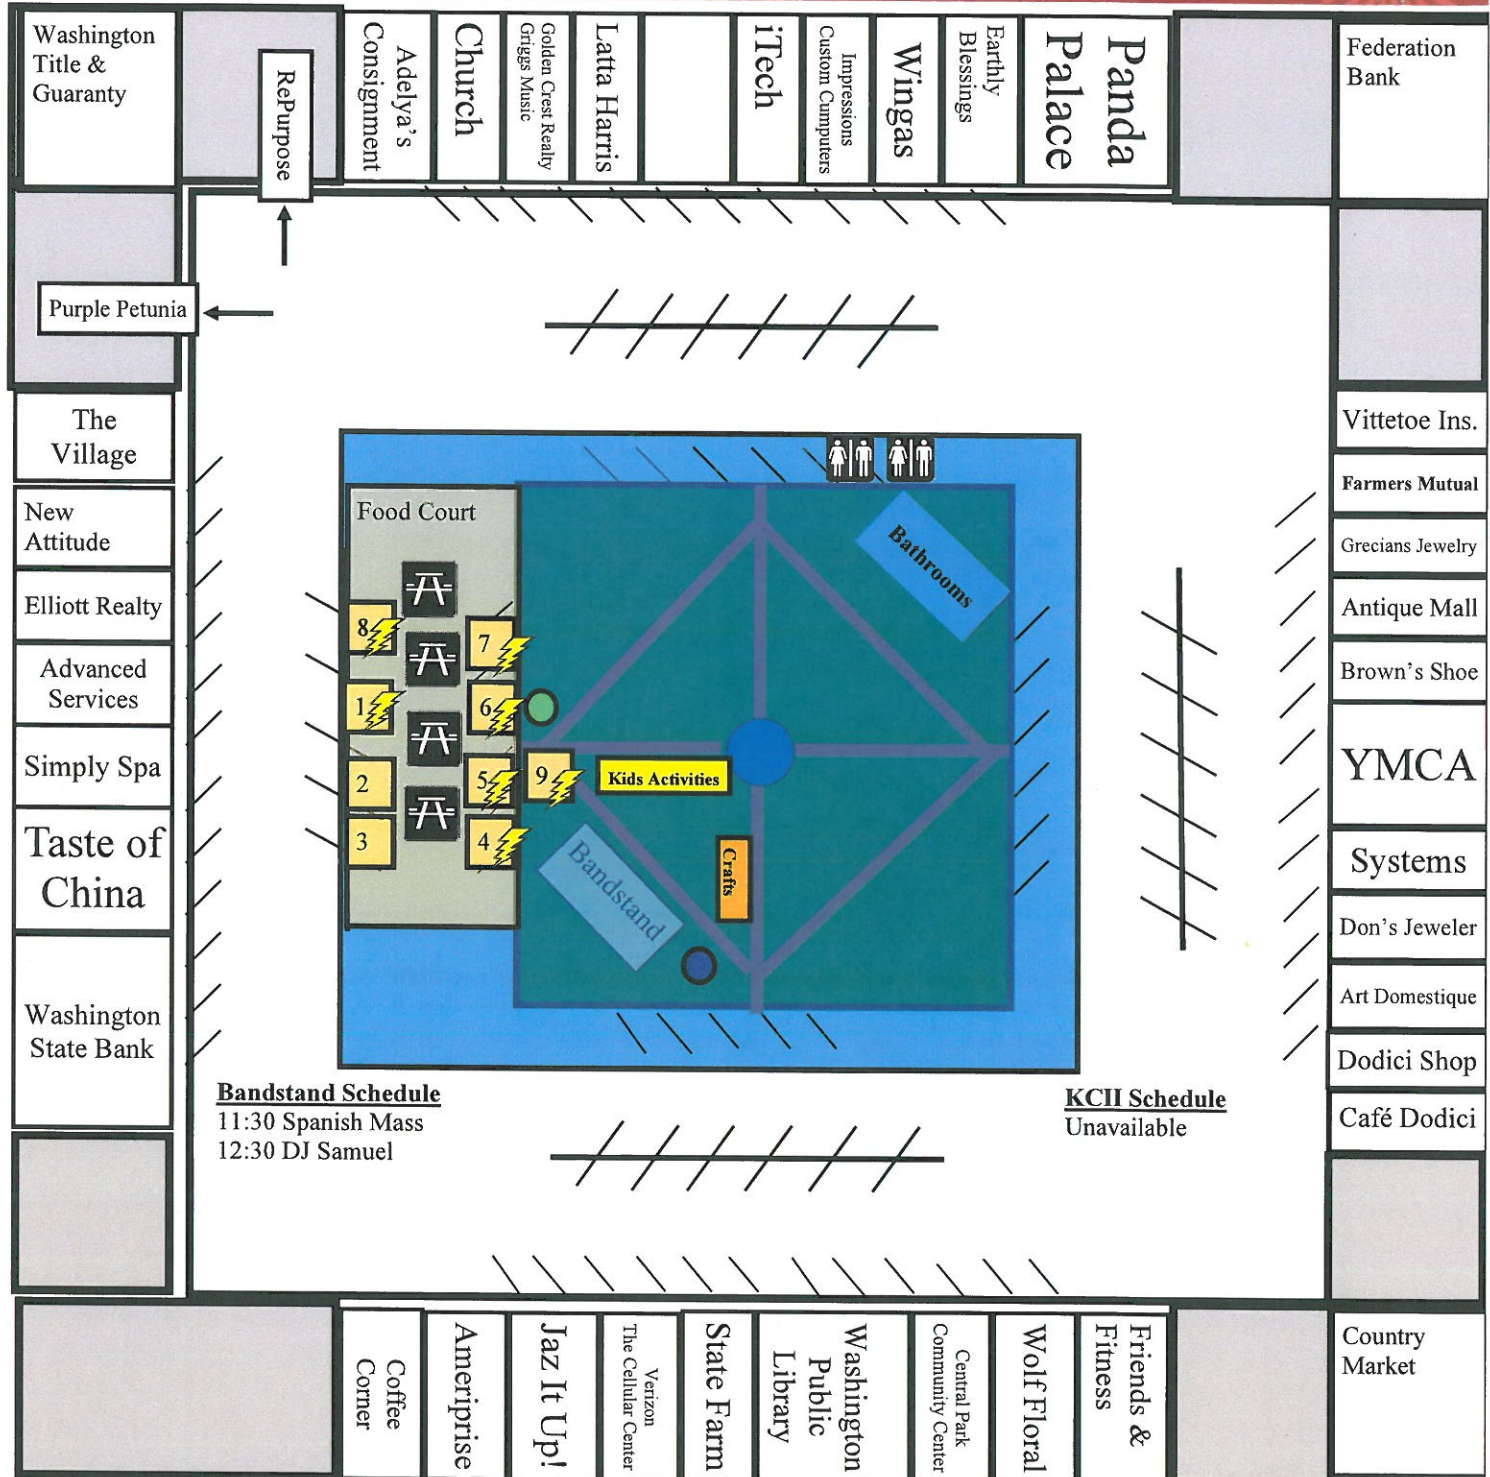 Washington
Title &
Guaranty
RePurpose
Adelya's
Consignment
Church
Golden Crest Realty
Griggs Music
Latta Harris
iTech
Impressions
Custom Cumputers
Wingas
Earthly
Blessings
Panda
Palace
Federation
Bank
Purple Petunia
The
Village
New
Attitude
Elliott Realty
Advanced
Services
Simply Spa
Taste of
China
Washington
State Bank
Food Court
8
7
1
6
2
5
9
3
4
Kids Activities
Crafts
Bandstand
Bathrooms
Vittetoe Ins.
Farmers Mutual
Grecians Jewelry
Antique Mall
Brown's Shoe
YMCA
Systems
Don's Jeweler
Art Domestique
Dodici Shop
Café Dodici
Bandstand Schedule
11:30 Spanish Mass
12:30 DJ Samuel
KCII Schedule
Unavailable
Coffee
Corner
Ameriprise
Jaz It Up!
Verizon
The Cellular Center
State Farm
Washington
Public
Library
Central Park
Community Center
Wolf Floral
Friends &
Fitness
Country
Market